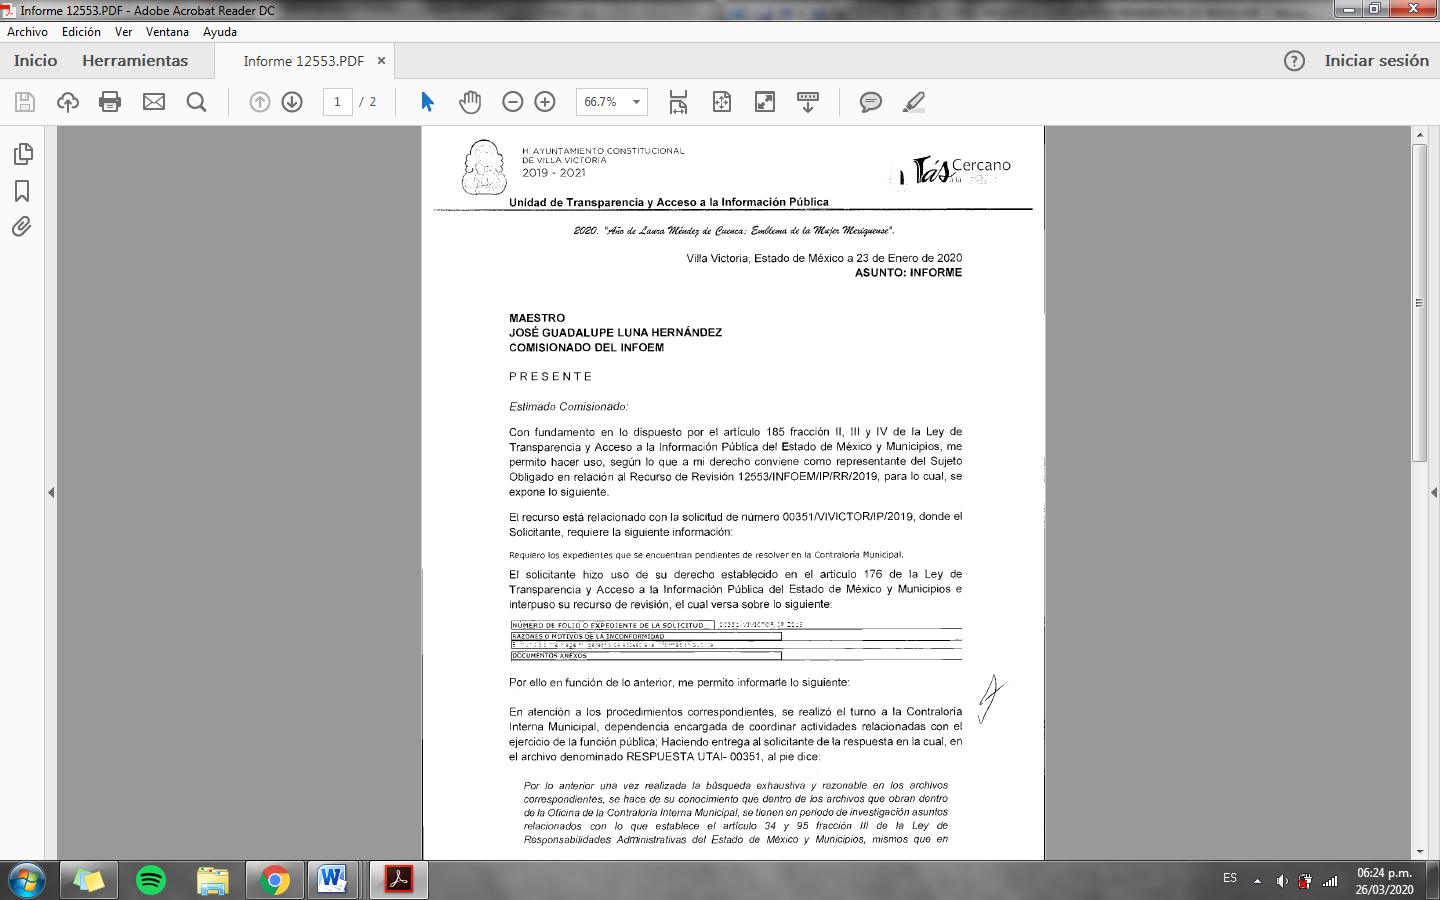 Informe 12553.PDF - Adobe Acrobat Reader DC
Archivo Edición Ver Ventana Ayuda
Inicio Herramientas Informe 12553.PDF × ? Iniciar sesión
1 / 2 66.7%
H. AYUNTAMIENTO CONSTITUCIONAL
DE VILLA VICTORIA
2019 - 2021
Cercano
a la
Unidad de Transparencia y Acceso a la Información Pública
2020. "Año de Laura Méndez de Cuenca; Emblema de la Mujer Mexiquense".
Villa Victoria, Estado de México a 23 de Enero de 2020
ASUNTO: INFORME
MAESTRO
JOSÉ GUADALUPE LUNA HERNÁNDEZ
COMISIONADO DEL INFOEM
P R E S E N T E
Estimado Comisionado:
Con fundamento en lo dispuesto por el artículo 185 fracción II, III y IV de la Ley de
Transparencia y Acceso a la Información Pública del Estado de México y Municipios, me
permito hacer uso, según lo que a mi derecho conviene como representante del Sujeto
Obligado en relación al Recurso de Revisión 12553/INFOEM/IP/RR/2019, para lo cual, se
expone lo siguiente.
El recurso está relacionado con la solicitud de número 00351/VIVICTOR/IP/2019, donde el
Solicitante, requiere la siguiente información:
Requiero los expedientes que se encuentran pendientes de resolver en la Contraloría Municipal.
El solicitante hizo uso de su derecho establecido en el artículo 176 de la Ley de
Transparencia y Acceso a la Información Pública del Estado de México y Municipios e
interpuso su recurso de revisión, el cual versa sobre lo siguiente:
NÚMERO DE FOLIO O EXPEDIENTE DE LA SOLICITUD
RAZONES O MOTIVOS DE LA INCONFORMIDAD
DOCUMENTOS ANEXOS
Por ello en función de lo anterior, me permito informarle lo siguiente:
En atención a los procedimientos correspondientes, se realizó el turno a la Contraloría
Interna Municipal, dependencia encargada de coordinar actividades relacionadas con el
ejercicio de la función pública; Haciendo entrega al solicitante de la respuesta en la cual, en
el archivo denominado RESPUESTA UTAI- 00351, al pie dice:
Por lo anterior una vez realizada la búsqueda exhaustiva y razonable en los archivos
correspondientes, se hace de su conocimiento que dentro de los archivos que obran dentro
de la Oficina de la Contraloría Interna Municipal, se tienen en periodo de investigación asuntos
relacionados con lo que establece el artículo 34 y 95 fracción III de la Ley de
Responsabilidades Administrativas del Estado de México y Municipios, mismos que en
ES 06:24 p.m.
26/03/2020